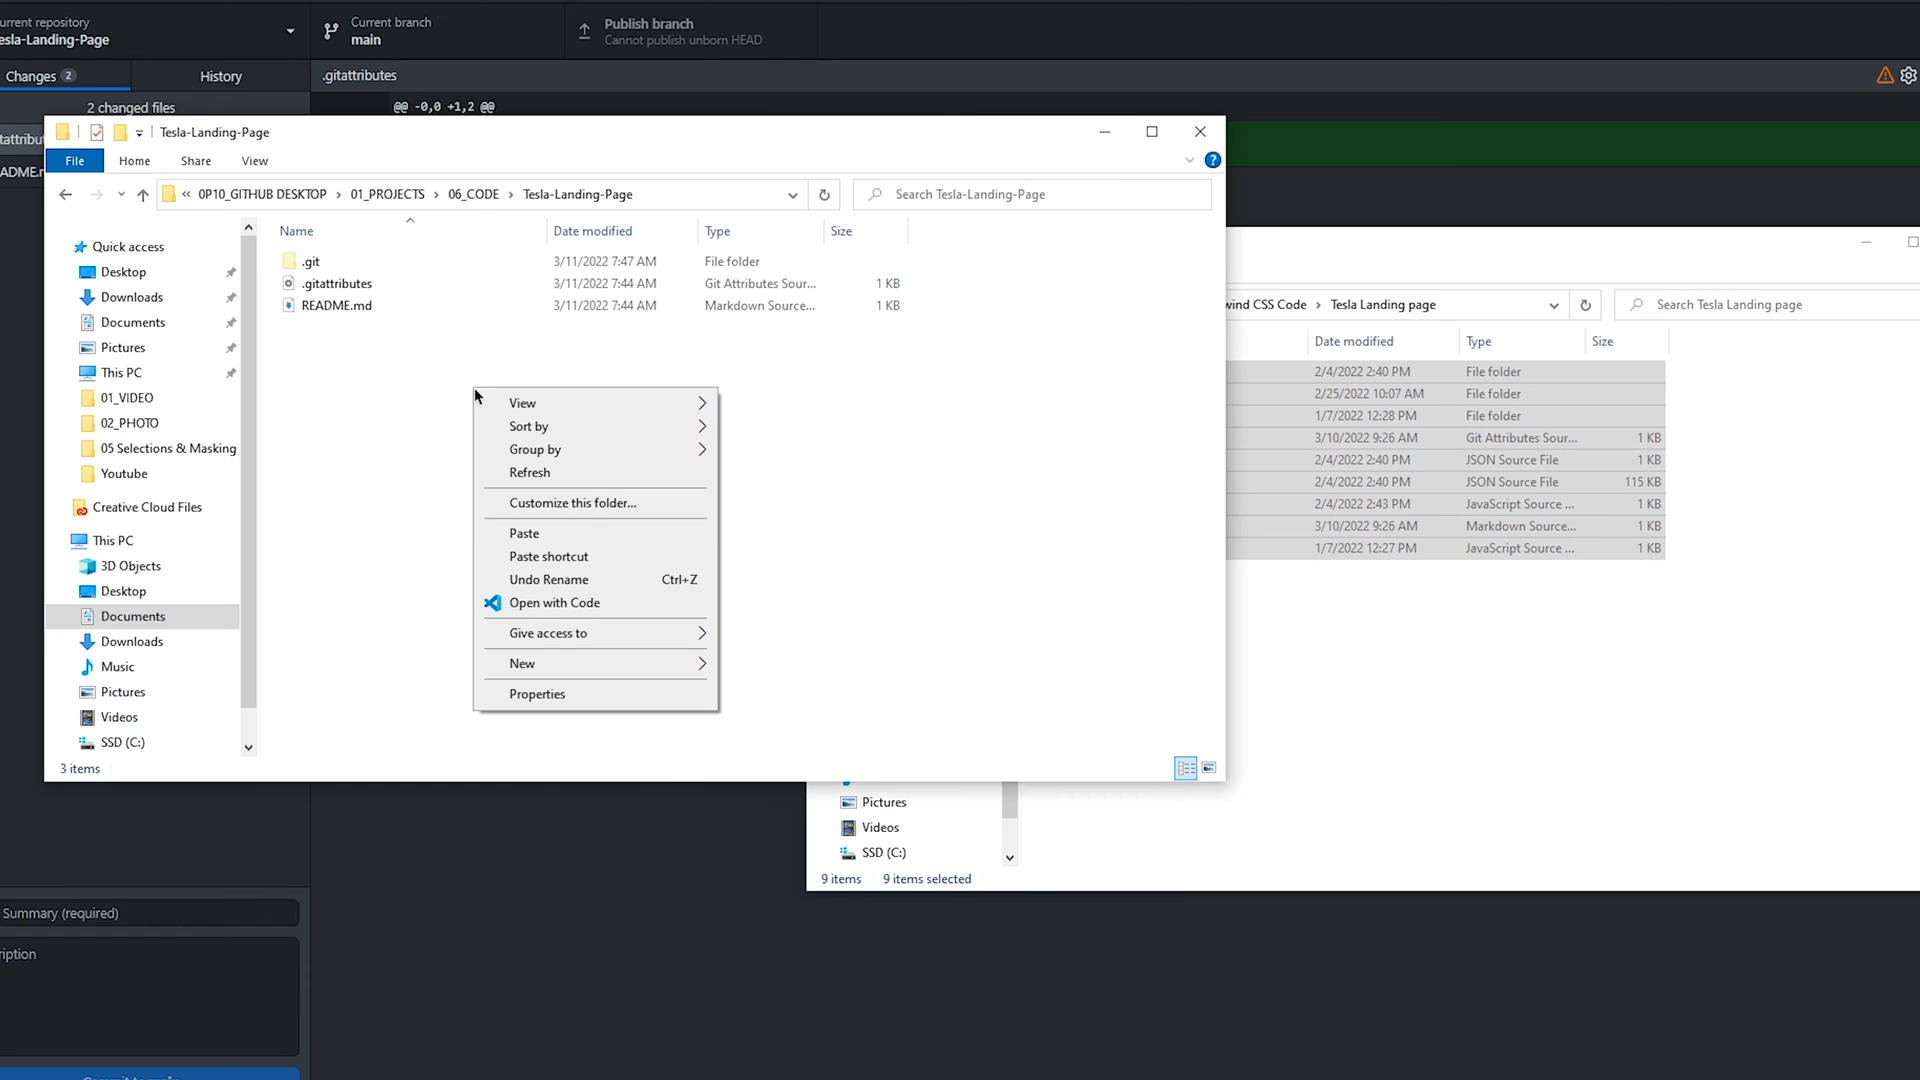 urrent repository
esla-Landing-Page
Current branch
main
Publish branch
Cannot publish unborn HEAD
Changes 2
History
.gitattributes
2 changed files
@@ -0,0 +1,2 @@
tattribut
ADME.r
Tesla-Landing-Page
File Home Share View
« 0P10_GITHUB DESKTOP › 01_PROJECTS › 06_CODE › Tesla-Landing-Page
Search Tesla-Landing-Page
Name Date modified Type Size
.git 3/11/2022 7:47 AM File folder
.gitattributes 3/11/2022 7:44 AM Git Attributes Sour... 1 KB
README.md 3/11/2022 7:44 AM Markdown Source... 1 KB
Quick access
Desktop
Downloads
Documents
Pictures
This PC
01_VIDEO
02_PHOTO
05 Selections & Masking
Youtube
Creative Cloud Files
This PC
3D Objects
Desktop
Documents
Downloads
Music
Pictures
Videos
SSD (C:)
3 items
View
Sort by
Group by
Refresh
Customize this folder...
Paste
Paste shortcut
Undo Rename Ctrl+Z
Open with Code
Give access to
New
Properties
wind CSS Code › Tesla Landing page
Search Tesla Landing page
Date modified Type Size
2/4/2022 2:40 PM File folder
2/25/2022 10:07 AM File folder
1/7/2022 12:28 PM File folder
3/10/2022 9:26 AM Git Attributes Sour... 1 KB
2/4/2022 2:40 PM JSON Source File 1 KB
2/4/2022 2:40 PM JSON Source File 115 KB
2/4/2022 2:43 PM JavaScript Source ... 1 KB
3/10/2022 9:26 AM Markdown Source... 1 KB
1/7/2022 12:27 PM JavaScript Source ... 1 KB
Pictures
Videos
SSD (C:)
9 items 9 items selected
Summary (required)
ription